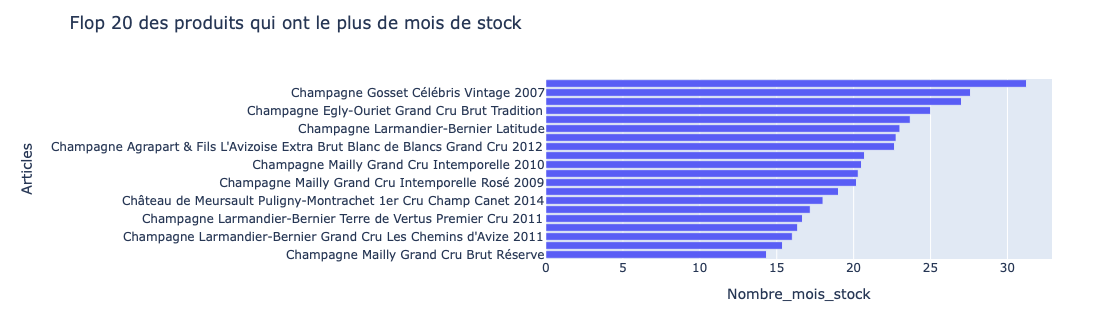 Flop 20 des produits qui ont le plus de mois de stock
Articles
Champagne Gosset Célébris Vintage 2007
Champagne Egly-Ouriet Grand Cru Brut Tradition
Champagne Larmandier-Bernier Latitude
Champagne Agrapart & Fils L'Avizoise Extra Brut Blanc de Blancs Grand Cru 2012
Champagne Mailly Grand Cru Intemporelle 2010
Champagne Mailly Grand Cru Intemporelle Rosé 2009
Château de Meursault Puligny-Montrachet 1er Cru Champ Canet 2014
Champagne Larmandier-Bernier Terre de Vertus Premier Cru 2011
Champagne Larmandier-Bernier Grand Cru Les Chemins d'Avize 2011
Champagne Mailly Grand Cru Brut Réserve
0 5 10 15 20 25 30
Nombre_mois_stock